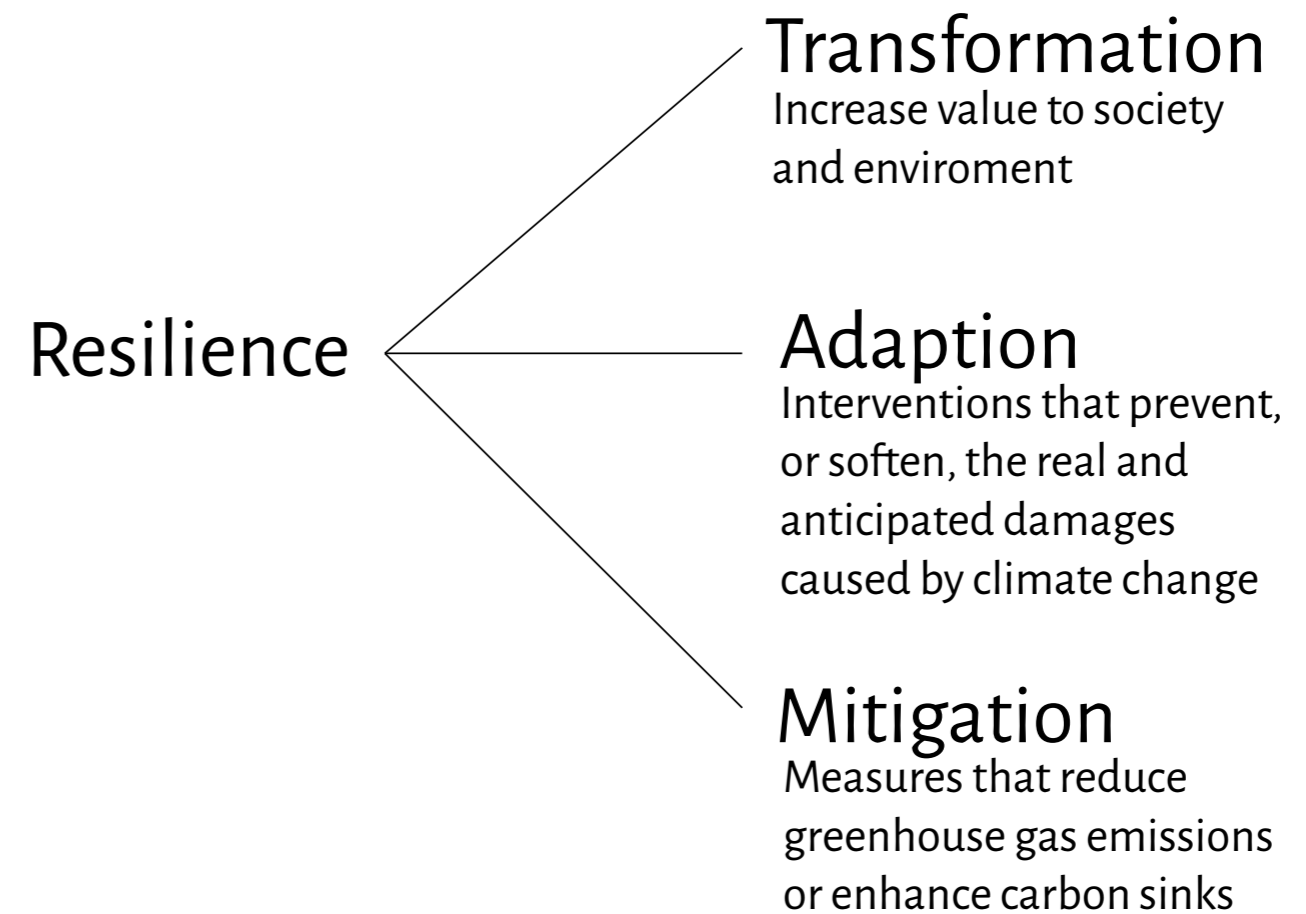 Transformation
Increase value to society
and enviroment
Resilience
Adaption
Interventions that prevent,
or soften, the real and
anticipated damages
caused by climate change
Mitigation
Measures that reduce
greenhouse gas emissions
or enhance carbon sinks